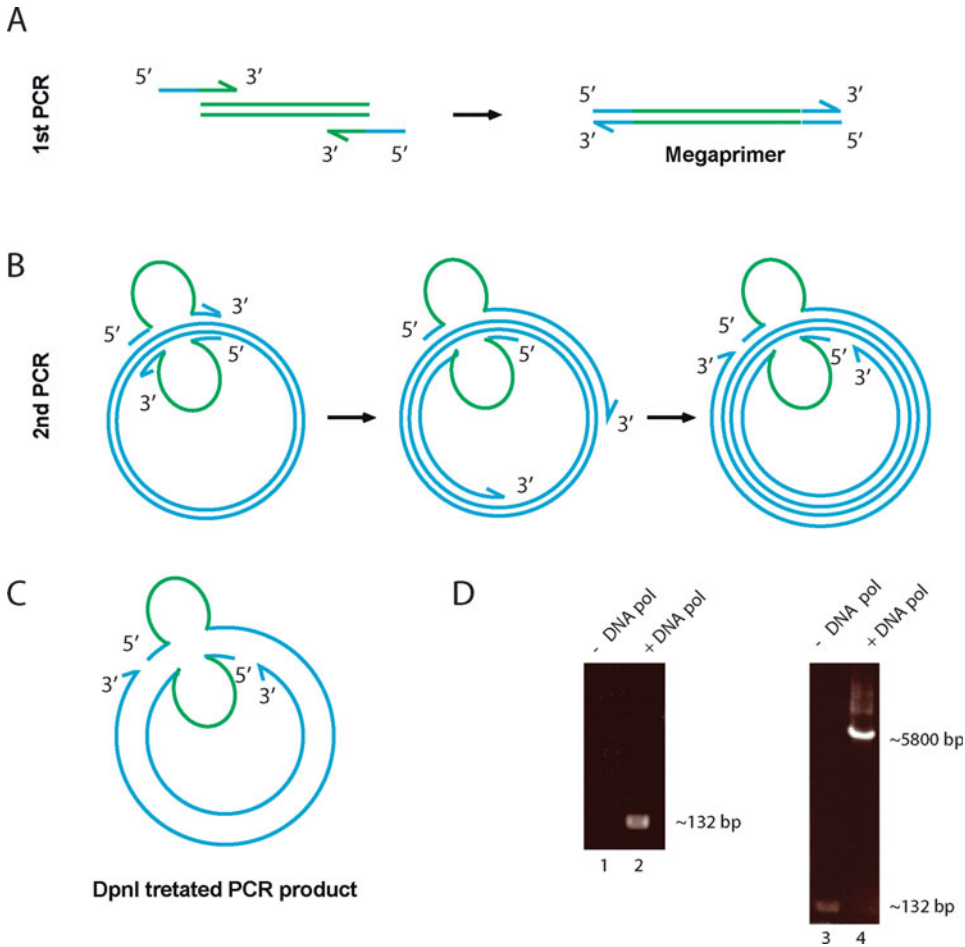 A
1st PCR
5’ 3’
3’ 5’
5’ 3’
3’ 5’
Megaprimer
B
2nd PCR
5’ 3’
5’
3’
5’
5’
3’
3’
5’
3’ 5’ 3’
C
5’
3’ 5’
3’
DpnI tretated PCR product
D
- DNA pol
+ DNA pol
~132 bp
1 2
- DNA pol
+ DNA pol
~5800 bp
~132 bp
3 4